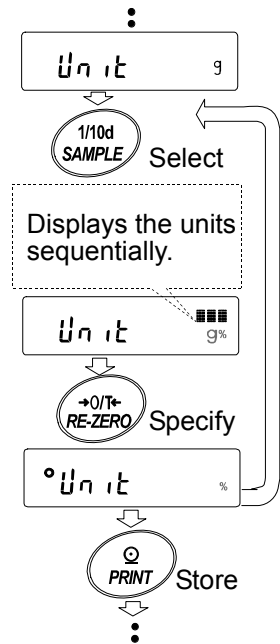 Unit g
1/10d
SAMPLE Select
Displays the units
sequentially.
Unit g%
→0/T←
RE-ZERO Specify
°Unit %
PRINT Store